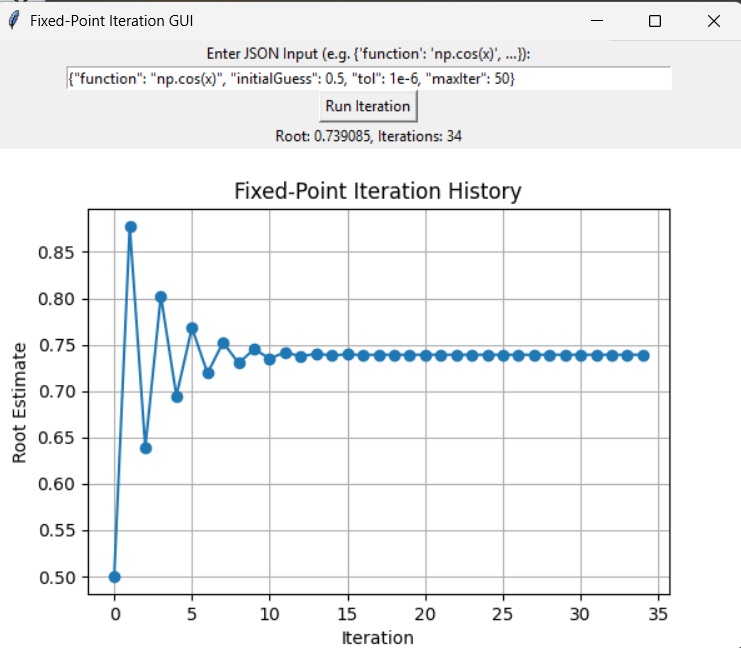 Fixed-Point Iteration GUI
Enter JSON Input (e.g. {'function': 'np.cos(x)', ...}):
{"function": "np.cos(x)", "initialGuess": 0.5, "tol": 1e-6, "maxIter": 50}
Run Iteration
Root: 0.739085, Iterations: 34
Fixed-Point Iteration History
0.85
0.80
0.75
0.70
0.65
0.60
0.55
0.50
Root Estimate
0 5 10 15 20 25 30 35
Iteration